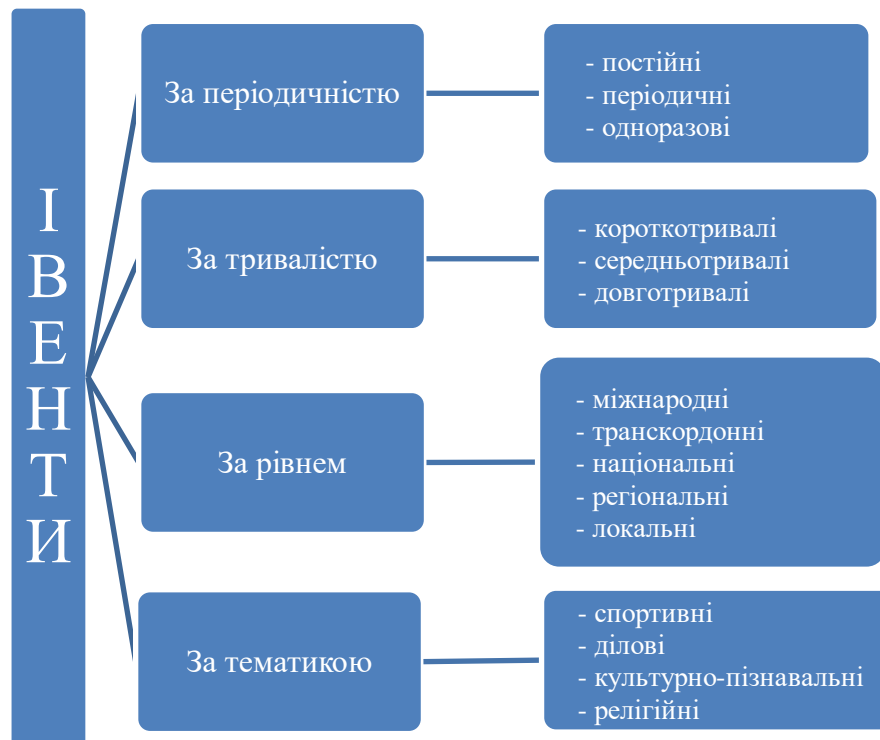 ІВЕНТИ
За періодичністю
- постійні
- періодичні
- одноразові
За тривалістю
- короткотривалі
- середньотривалі
- довготривалі
За рівнем
- міжнародні
- транскордонні
- національні
- регіональні
- локальні
За тематикою
- спортивні
- ділові
- культурно-пізнавальні
- релігійні